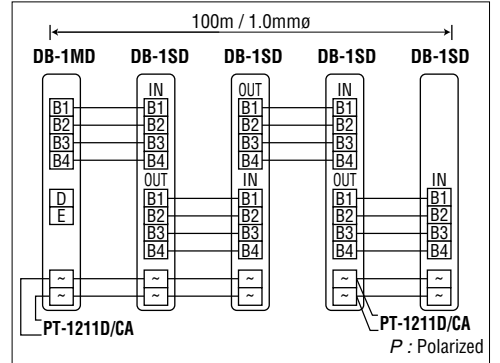 100m / 1.0mmø
DB-1MD DB-1SD DB-1SD DB-1SD DB-1SD
IN OUT IN
B1 B1 B1 B1
B2 B2 B2 B2
B3 B3 B3 B3
B4 B4 B4 B4
OUT IN OUT IN
D B1 B1 B1 B1
E B2 B2 B2 B2
B3 B3 B3 B3
B4 B4 B4 B4
~ ~ ~ ~ ~
~ ~ ~ ~ ~
PT-1211D/CA PT-1211D/CA
P : Polarized